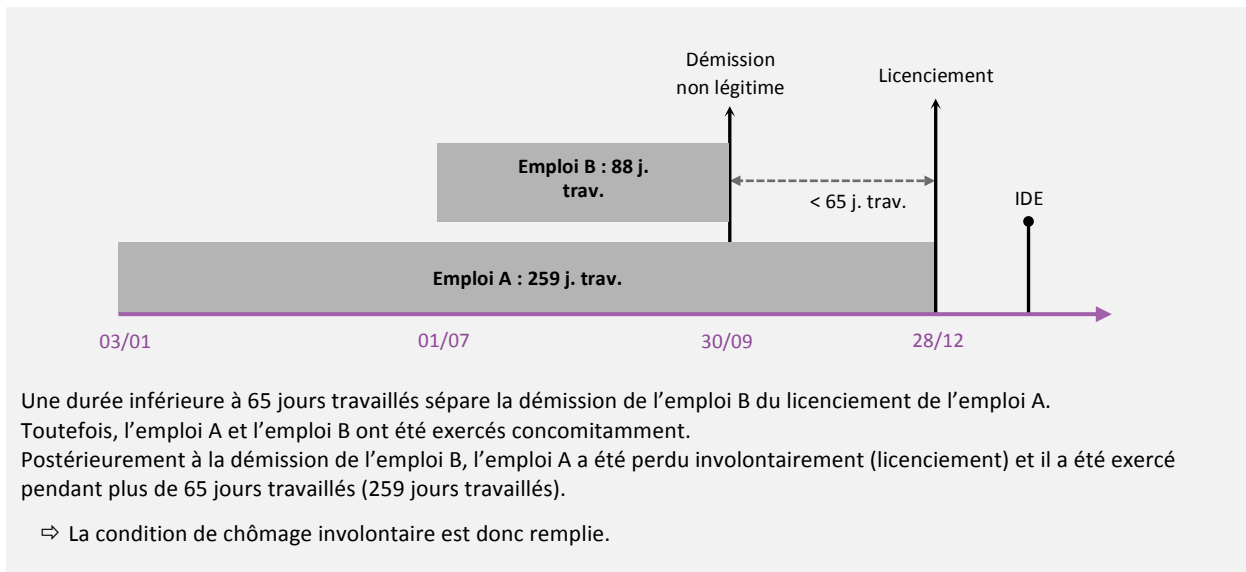 Démission
non légitime
Licenciement
Emploi B : 88 j.
trav.
< 65 j. trav.
IDE
Emploi A : 259 j. trav.
03/01
01/07
30/09
28/12
Une durée inférieure à 65 jours travaillés sépare la démission de l’emploi B du licenciement de l’emploi A.
Toutefois, l’emploi A et l’emploi B ont été exercés concomitamment.
Postérieurement à la démission de l’emploi B, l’emploi A a été perdu involontairement (licenciement) et il a été exercé
pendant plus de 65 jours travaillés (259 jours travaillés).
⇨ La condition de chômage involontaire est donc remplie.